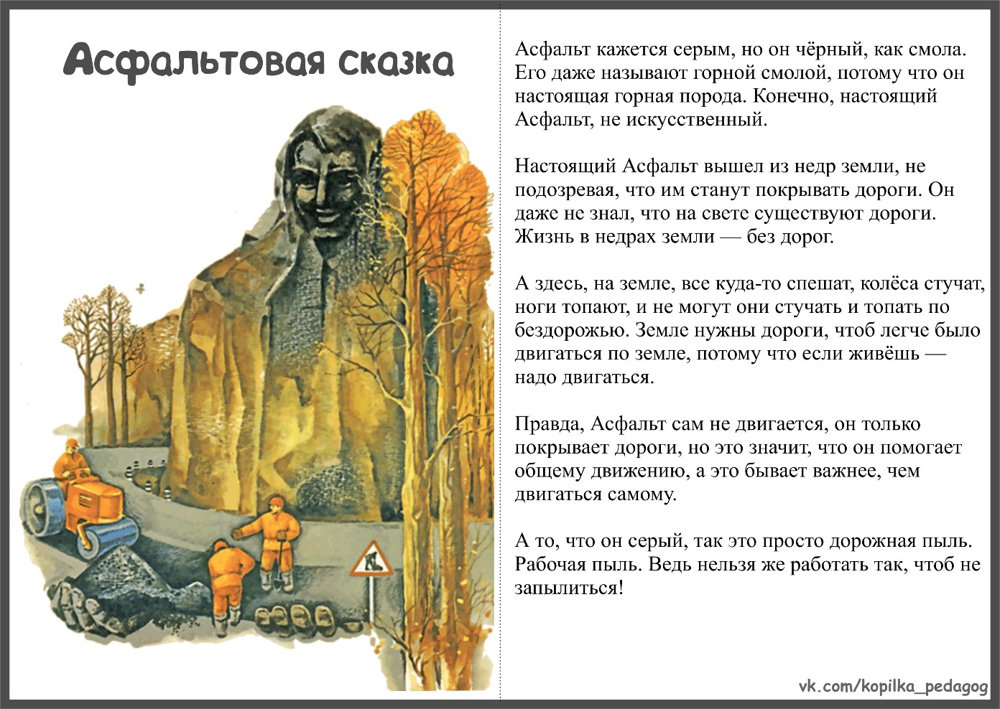 Асфальтовая сказка
Асфальт кажется серым, но он чёрный, как смола.
Его даже называют горной смолой, потому что он
настоящая горная порода. Конечно, настоящий
Асфальт, не искусственный.
Настоящий Асфальт вышел из недр земли, не
подозревая, что им станут покрывать дороги. Он
даже не знал, что на свете существуют дороги.
Жизнь в недрах земли — без дорог.
А здесь, на земле, все куда-то спешат, колёса стучат,
ноги топают, и не могут они стучать и топать по
бездорожью. Земле нужны дороги, чтоб легче было
двигаться по земле, потому что если живёшь —
надо двигаться.
Правда, Асфальт сам не двигается, он только
покрывает дороги, но это значит, что он помогает
общему движению, а это бывает важнее, чем
двигаться самому.
А то, что он серый, так это просто дорожная пыль.
Рабочая пыль. Ведь нельзя же работать так, чтоб не
запылиться!
vk.com/kopilka_pedagog